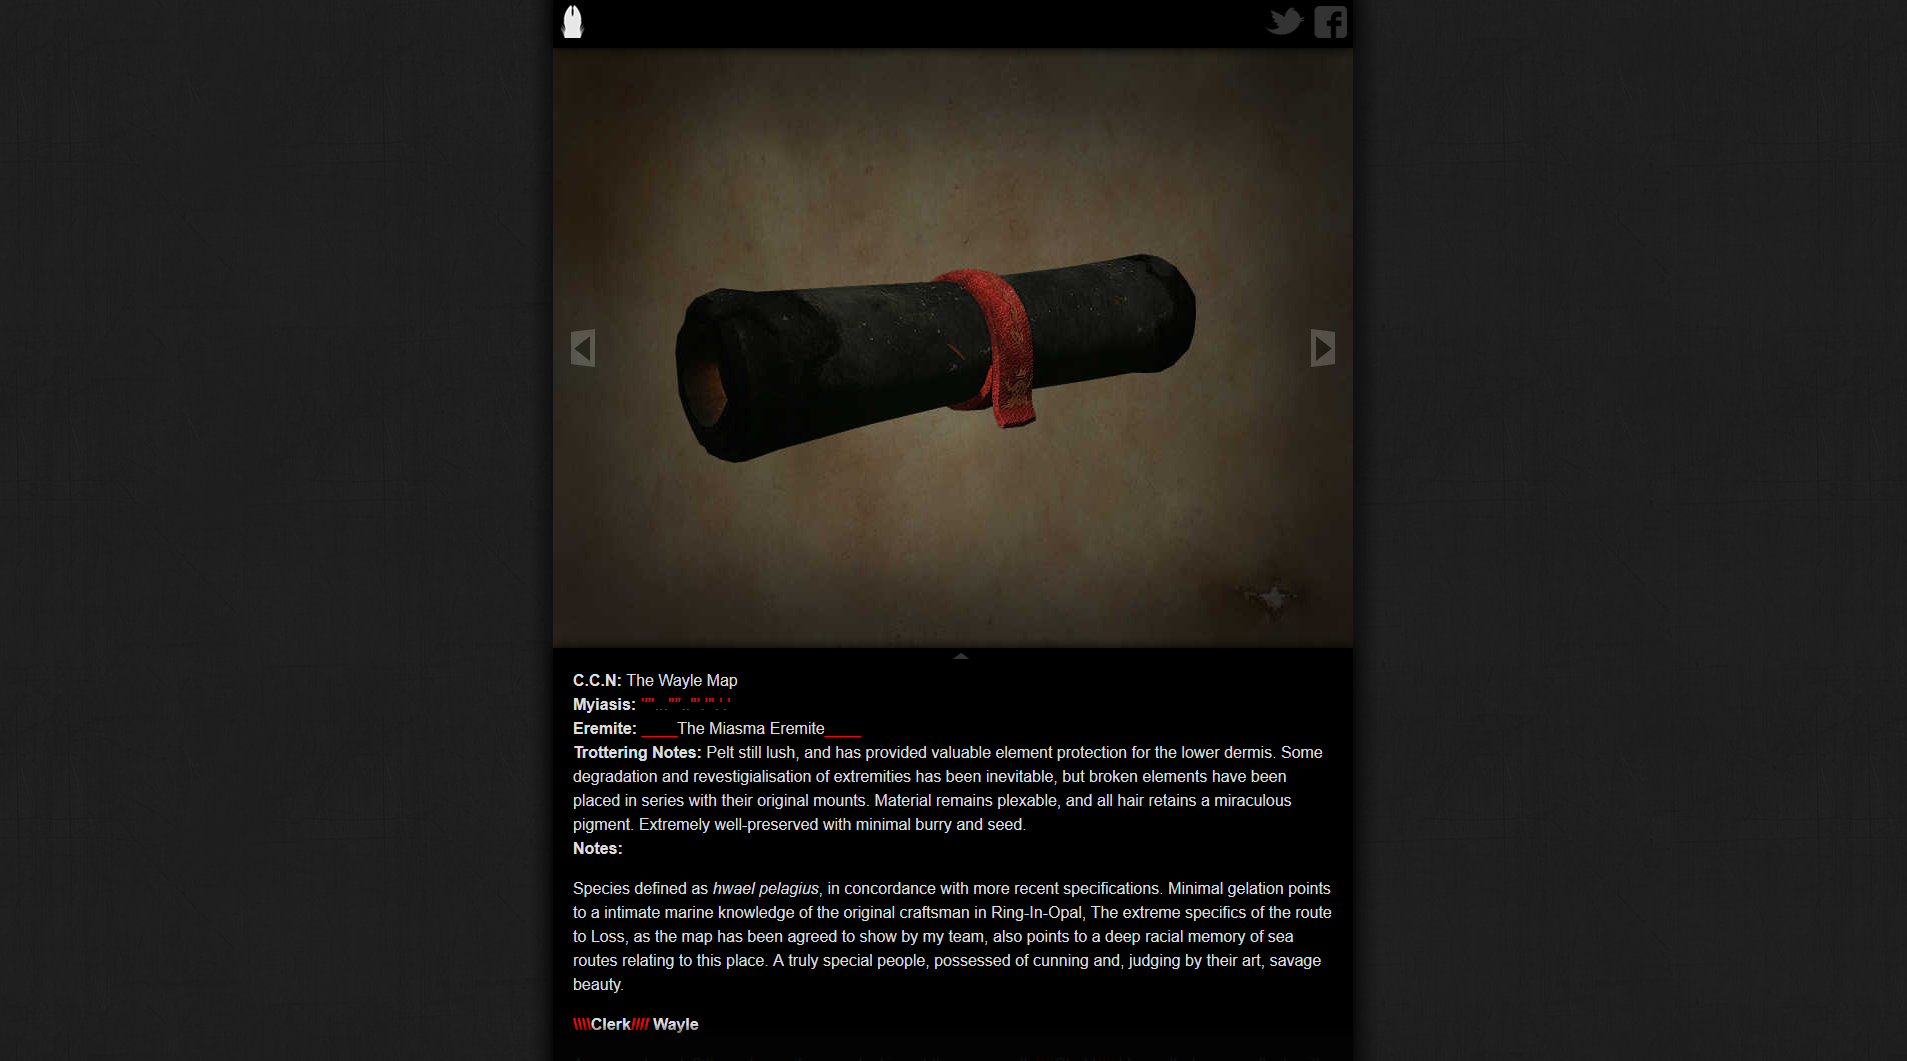 C.C.N: The Wayle Map
Myiasis:
Eremite: ____The Miasma Eremite____
Trottering Notes: Pelt still lush, and has provided valuable element protection for the lower dermis. Some
degradation and revestigialisation of extremities has been inevitable, but broken elements have been
placed in series with their original mounts. Material remains plexable, and all hair retains a miraculous
pigment. Extremely well-preserved with minimal burry and seed.
Notes:
Species defined as hwael pelagius, in concordance with more recent specifications. Minimal gelation points
to a intimate marine knowledge of the original craftsman in Ring-In-Opal, The extreme specifics of the route
to Loss, as the map has been agreed to show by my team, also points to a deep racial memory of sea
routes relating to this place. A truly special people, possessed of cunning and, judging by their art, savage
beauty.
\\\\Clerk//// Wayle